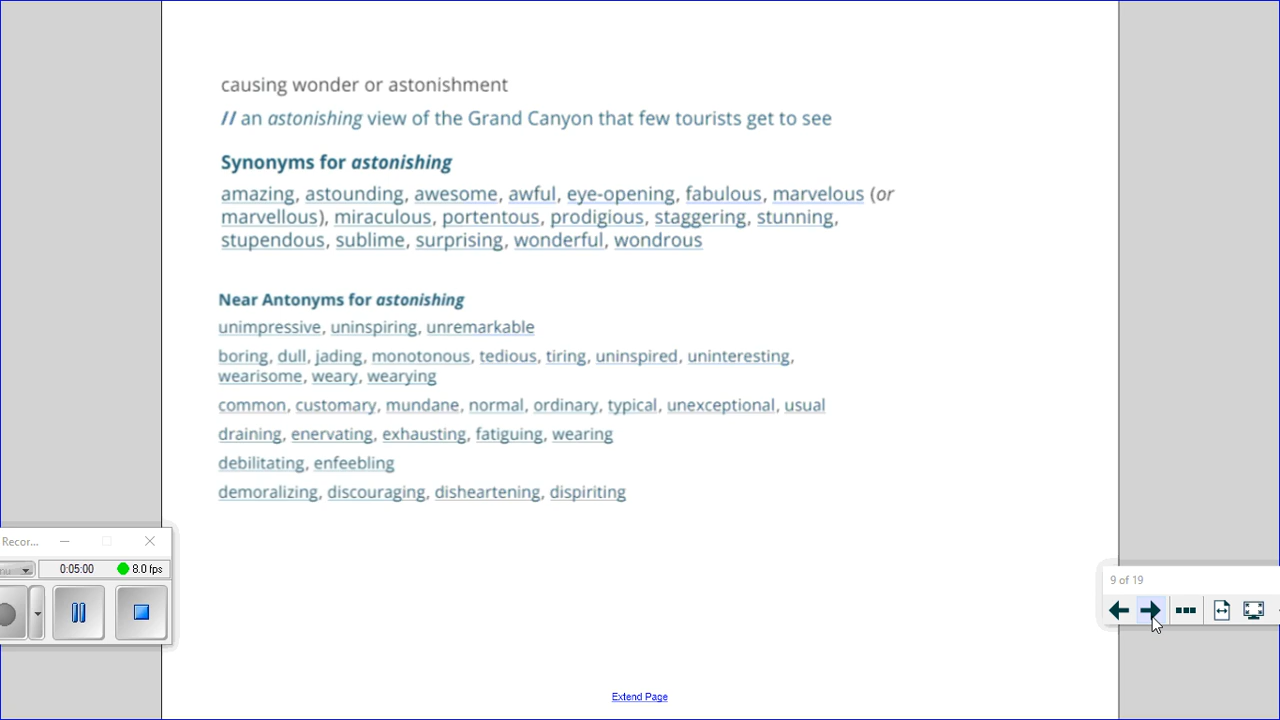 causing wonder or astonishment
// an astonishing view of the Grand Canyon that few tourists get to see
Synonyms for astonishing
amazing, astounding, awesome, awful, eye-opening, fabulous, marvelous (or
marvellous), miraculous, portentous, prodigious, staggering, stunning,
stupendous, sublime, surprising, wonderful, wondrous
Near Antonyms for astonishing
unimpressive, uninspiring, unremarkable
boring, dull, jading, monotonous, tedious, tiring, uninspired, uninteresting,
wearisome, weary, wearying
common, customary, mundane, normal, ordinary, typical, unexceptional, usual
draining, enervating, exhausting, fatiguing, wearing
debilitating, enfeebling
demoralizing, discouraging, disheartening, dispiriting
Recor...
0:05:00 8.0 fps
9 of 19
Extend Page